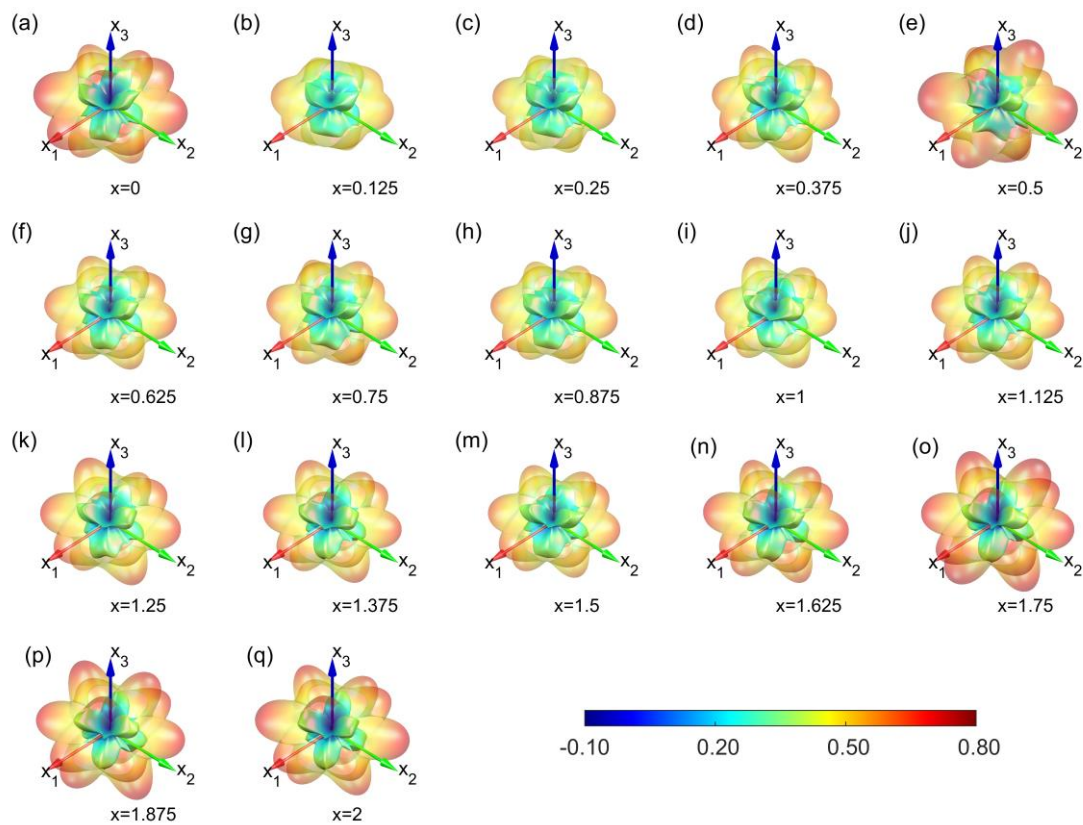 (a) (b) (c) (d) (e)
x3 x3 x3 x3 x3
x1 x2 x1 x2 x1 x2 x1 x2 x1 x2
x=0 x=0.125 x=0.25 x=0.375 x=0.5
(f) (g) (h) (i) (j)
x3 x3 x3 x3 x3
x1 x2 x1 x2 x1 x2 x1 x2 x1 x2
x=0.625 x=0.75 x=0.875 x=1 x=1.125
(k) (l) (m) (n) (o)
x3 x3 x3 x3 x3
x1 x2 x1 x2 x1 x2 x1 x2 x1 x2
x=1.25 x=1.375 x=1.5 x=1.625 x=1.75
(p) (q)
x3 x3
x1 x2 x1 x2
x=1.875 x=2
-0.10 0.20 0.50 0.80